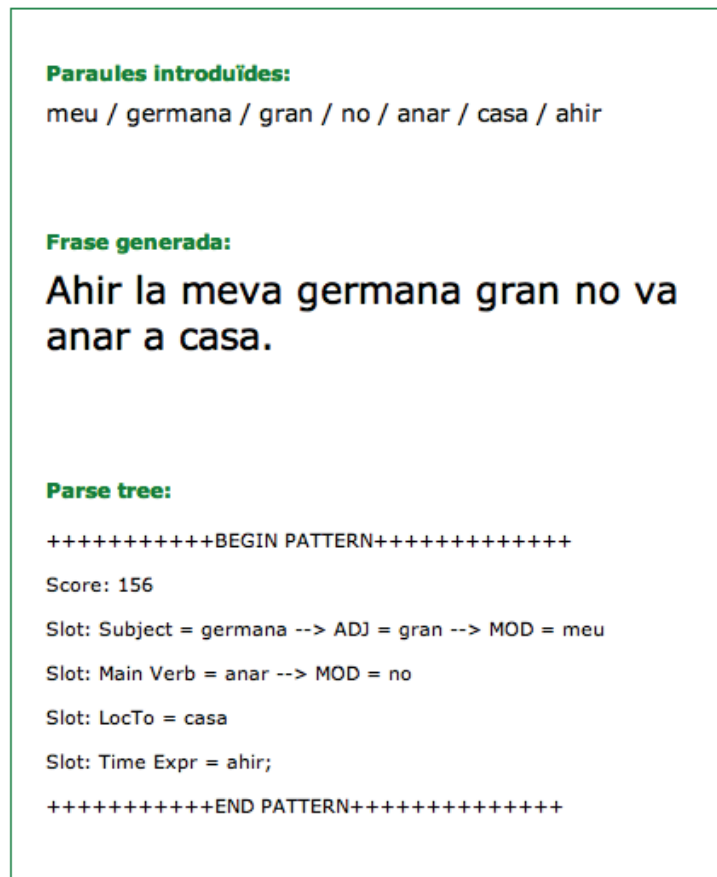 Paraules introduïdes:
meu / germana / gran / no / anar / casa / ahir
Frase generada:
Ahir la meva germana gran no va
anar a casa.
Parse tree:
+++++++++++BEGIN PATTERN+++++++++++++
Score: 156
Slot: Subject = germana --> ADJ = gran --> MOD = meu
Slot: Main Verb = anar --> MOD = no
Slot: LocTo = casa
Slot: Time Expr = ahir;
+++++++++++END PATTERN++++++++++++++